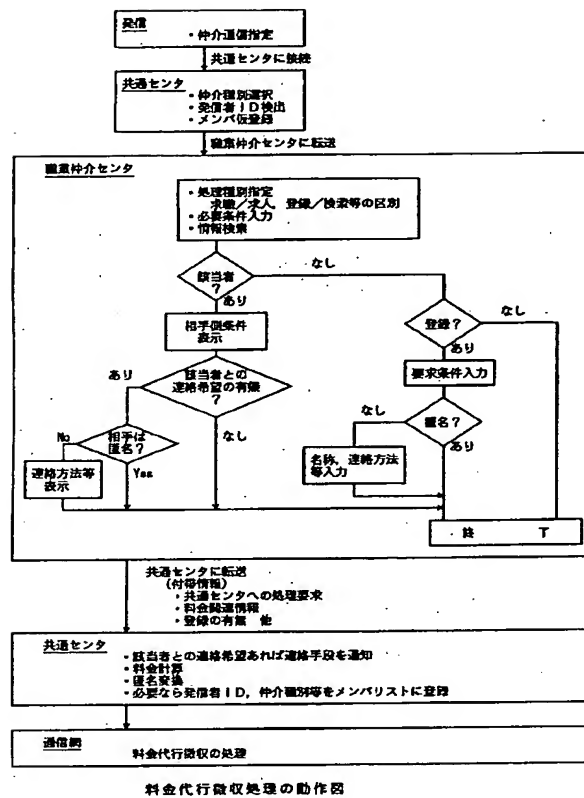 発信
・仲介通信指定
共通センタに接続
共通センタ
・仲介種別選択
・発信者ID検出
・メンバ仮登録
職業仲介センタに転送
職業仲介センタ
・処理種別指定
求職/求人、登録/検索等の区別
・必要条件入力
・情報検索
該当者
?
なし
あり
相手側条件
表示
登録?
なし
あり
要求条件入力
該当者との
連絡希望の有無
?
あり
なし
匿名?
なし
あり
相手は
匿名?
No
Yes
連絡方法等
表示
名称、連絡方法
等入力
終 了
共通センタに転送
(付帯情報)
・共通センタへの処理要求
・料金関連情報
・登録の有無 他
共通センタ
・該当者との連絡希望あれば連絡手段を通知
・料金計算
・匿名変換
・必要なら発信者ID,仲介種別等をメンバリストに登録
通信網
料金代行徴収の処理
料金代行徴収処理の動作図